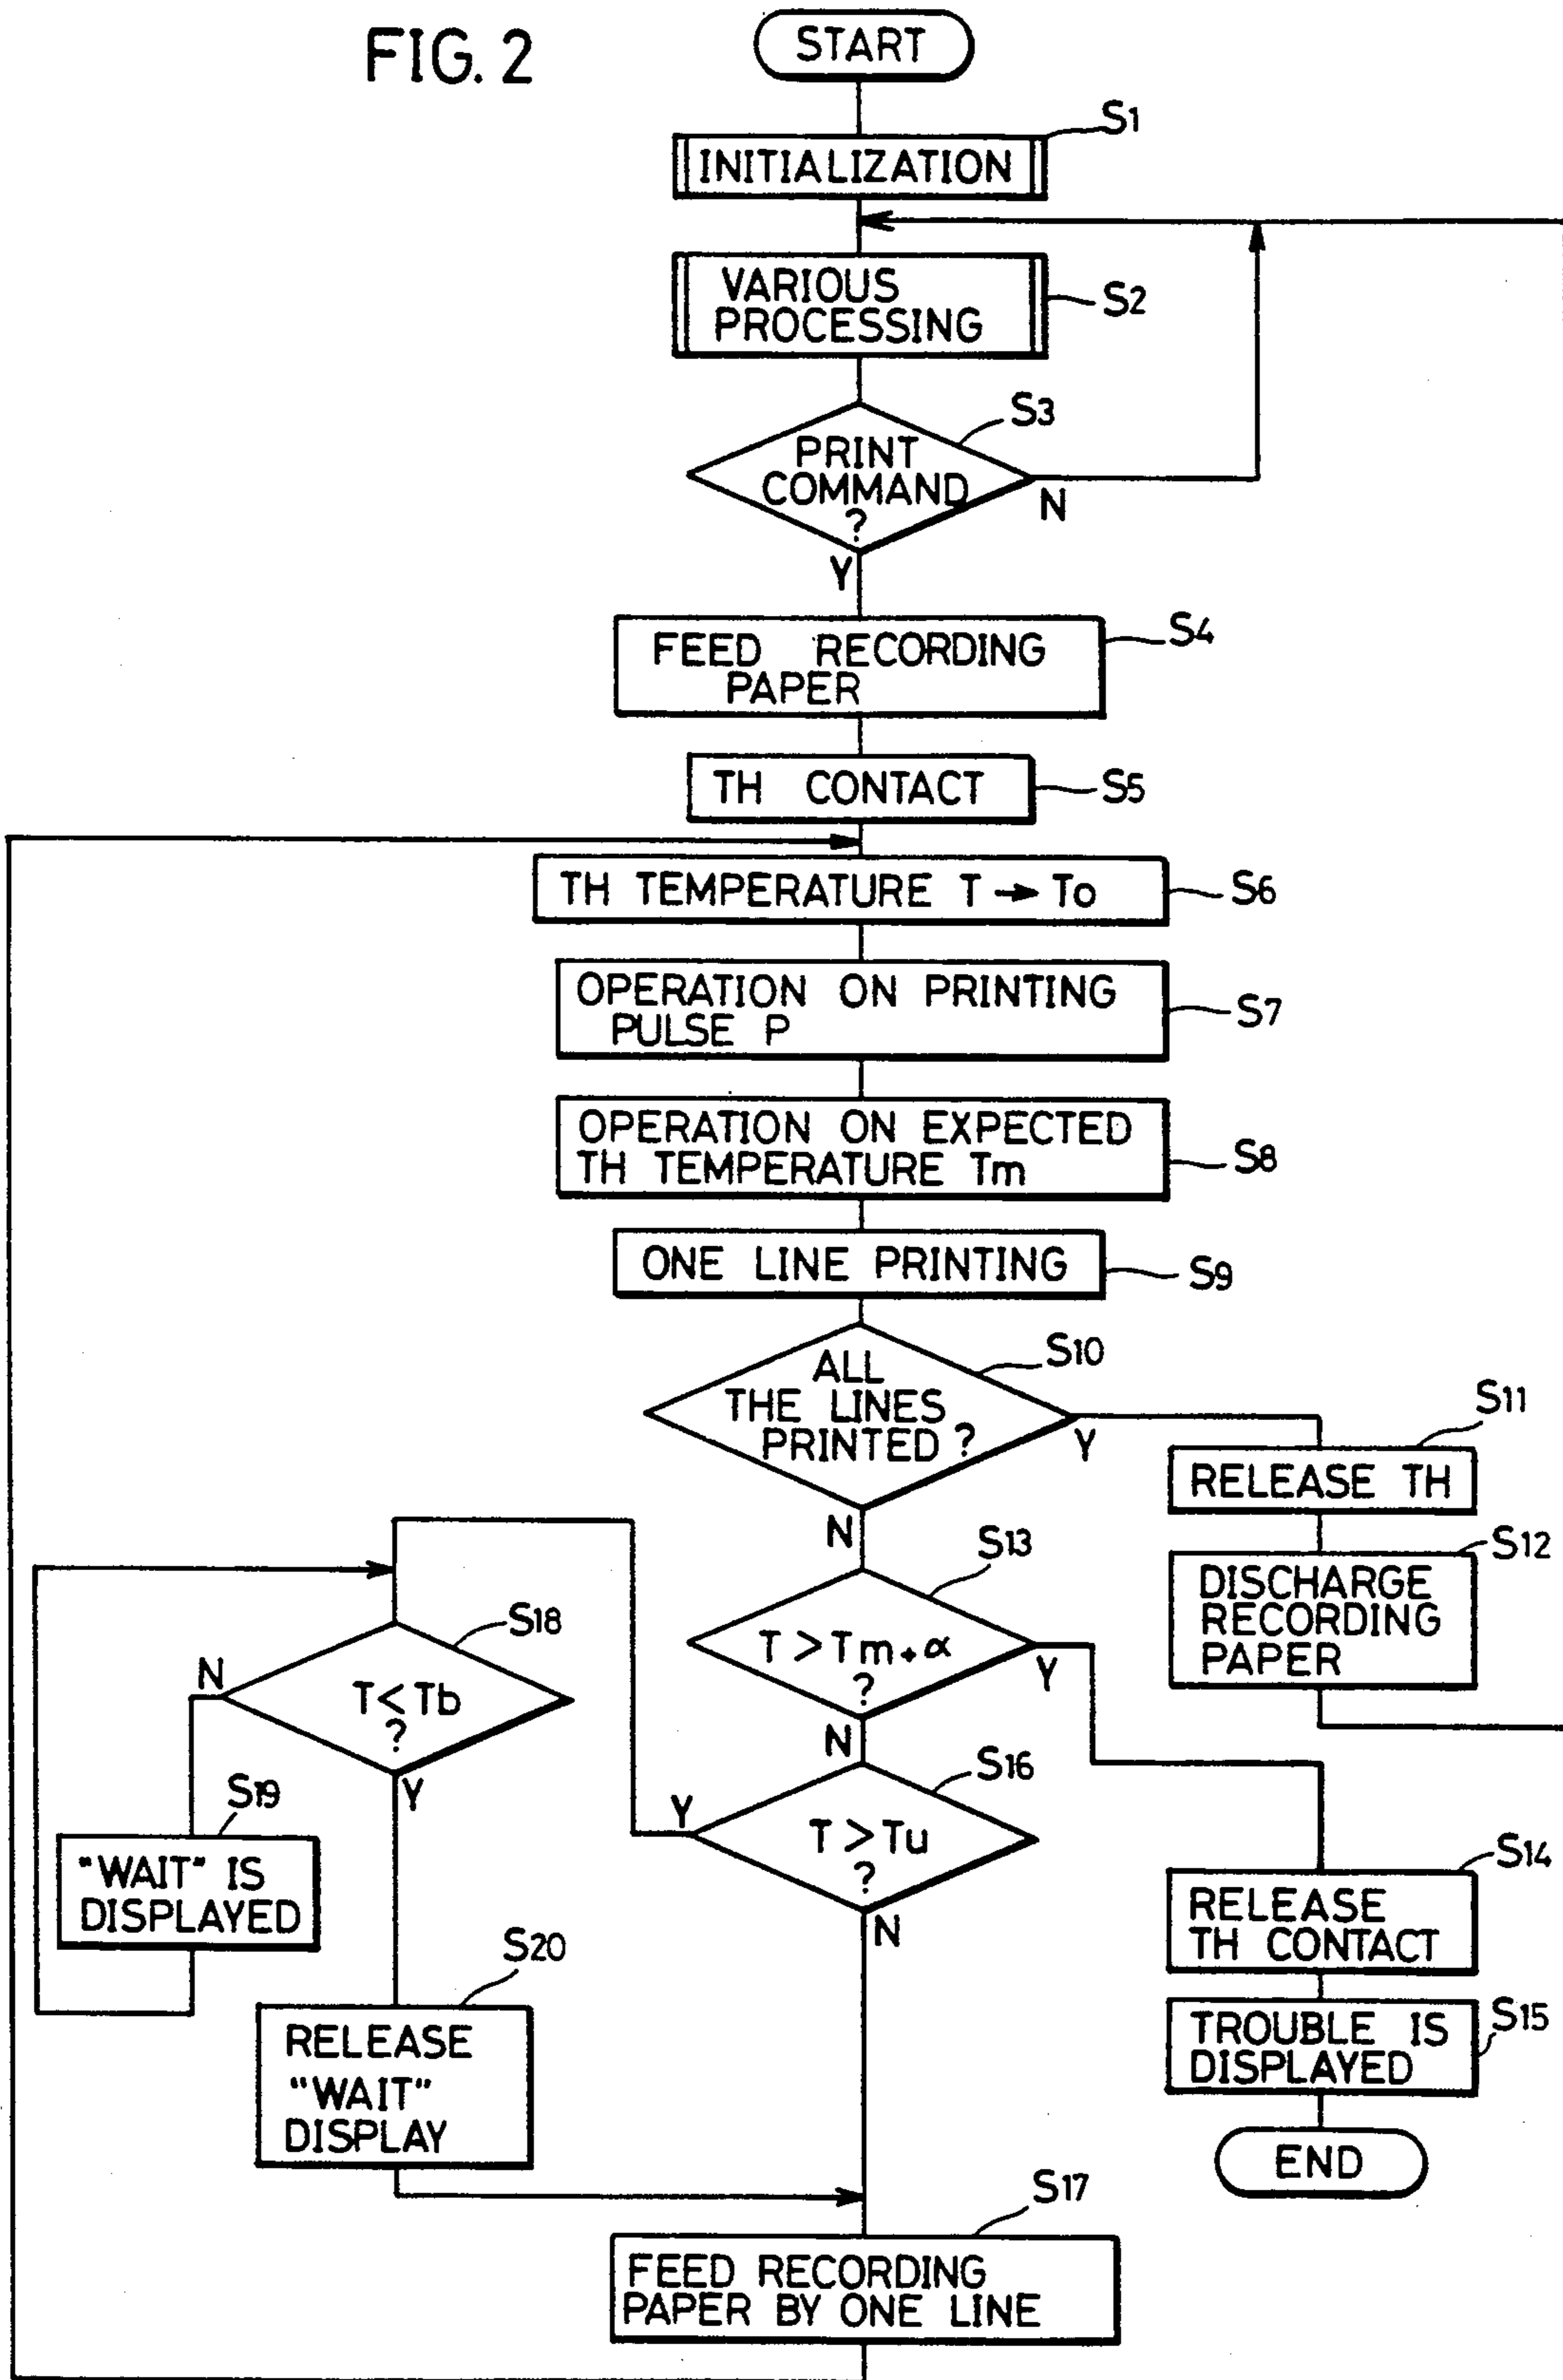 FIG. 2
START
S1
INITIALIZATION
VARIOUS
PROCESSING
S2
S3
PRINT
COMMAND
?
N
Y
S4
FEED RECORDING
PAPER
TH CONTACT
S5
TH TEMPERATURE T → To
S6
OPERATION ON PRINTING
PULSE P
S7
OPERATION ON EXPECTED
TH TEMPERATURE Tm
S8
ONE LINE PRINTING
S9
S10
ALL
THE LINES
PRINTED ?
Y
N
S11
RELEASE TH
S12
DISCHARGE
RECORDING
PAPER
S13
T > Tm + α
?
Y
N
S18
T < Tb
?
N
Y
S16
T > Tu
?
Y
N
S19
"WAIT" IS
DISPLAYED
S14
RELEASE
TH CONTACT
S20
RELEASE
"WAIT"
DISPLAY
S15
TROUBLE IS
DISPLAYED
END
S17
FEED RECORDING
PAPER BY ONE LINE